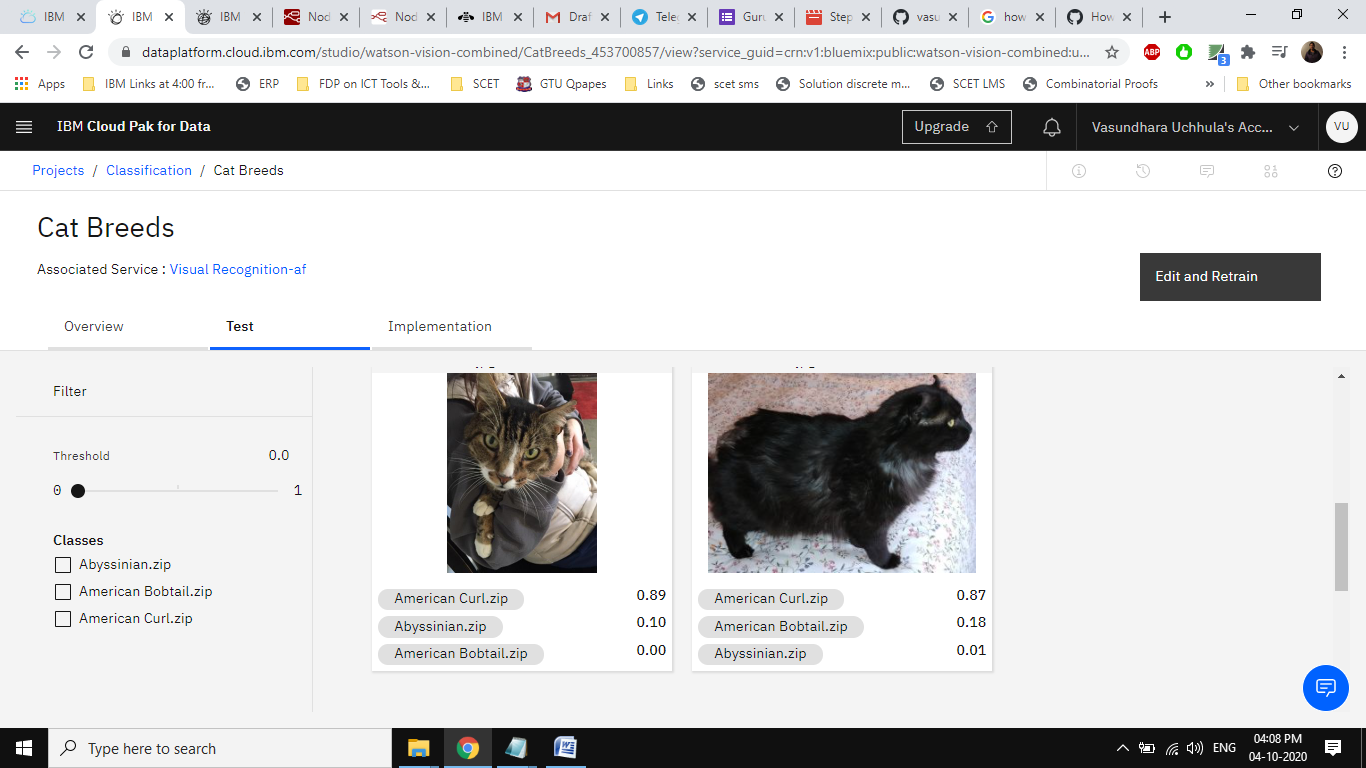 IBM
IBM
IBM
Nod
Nod
IBM
Draf
Teleg
Guru
Step
vasu
how
How
dataplatform.cloud.ibm.com/studio/watson-vision-combined/CatBreeds_453700857/view?service_guid=crn:v1:bluemix:public:watson-vision-combined:u...
ABP
3
Apps
IBM Links at 4:00 fr...
ERP
FDP on ICT Tools &...
SCET
GTU Qpapes
Links
scet sms
Solution discrete m...
SCET LMS
Combinatorial Proofs
»
Other bookmarks
IBM Cloud Pak for Data
Upgrade
Vasundhara Uchhula's Acc...
VU
Projects / Classification / Cat Breeds
Cat Breeds
Associated Service : Visual Recognition-af
Edit and Retrain
Overview
Test
Implementation
Filter
Threshold 0.0
0 1
Classes
Abyssinian.zip
American Bobtail.zip
American Curl.zip
American Curl.zip 0.89
Abyssinian.zip 0.10
American Bobtail.zip 0.00
American Curl.zip 0.87
American Bobtail.zip 0.18
Abyssinian.zip 0.01
Type here to search
ENG
04:08 PM
04-10-2020